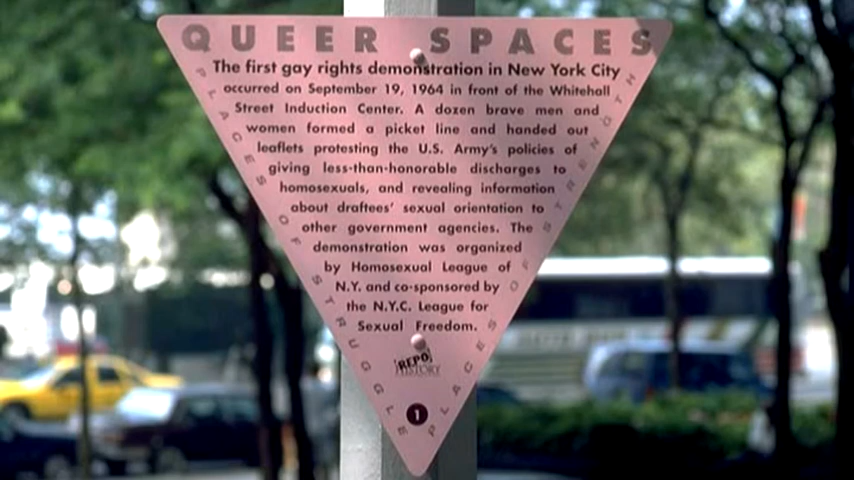 QUEER SPACES
The first gay rights demonstration in New York City
occurred on September 19, 1964 in front of the Whitehall
Street Induction Center. A dozen brave men and
women formed a picket line and handed out
leaflets protesting the U.S. Army's policies of
giving less-than-honorable discharges to
homosexuals, and revealing information
about draftees' sexual orientation to
other government agencies. The
demonstration was organized
by Homosexual League of
N.Y. and co-sponsored by
the N.Y.C. League for
Sexual Freedom.
REPO
HISTORY
1
PLACES OF STRUGGLE
PLACES OF STRENGTH